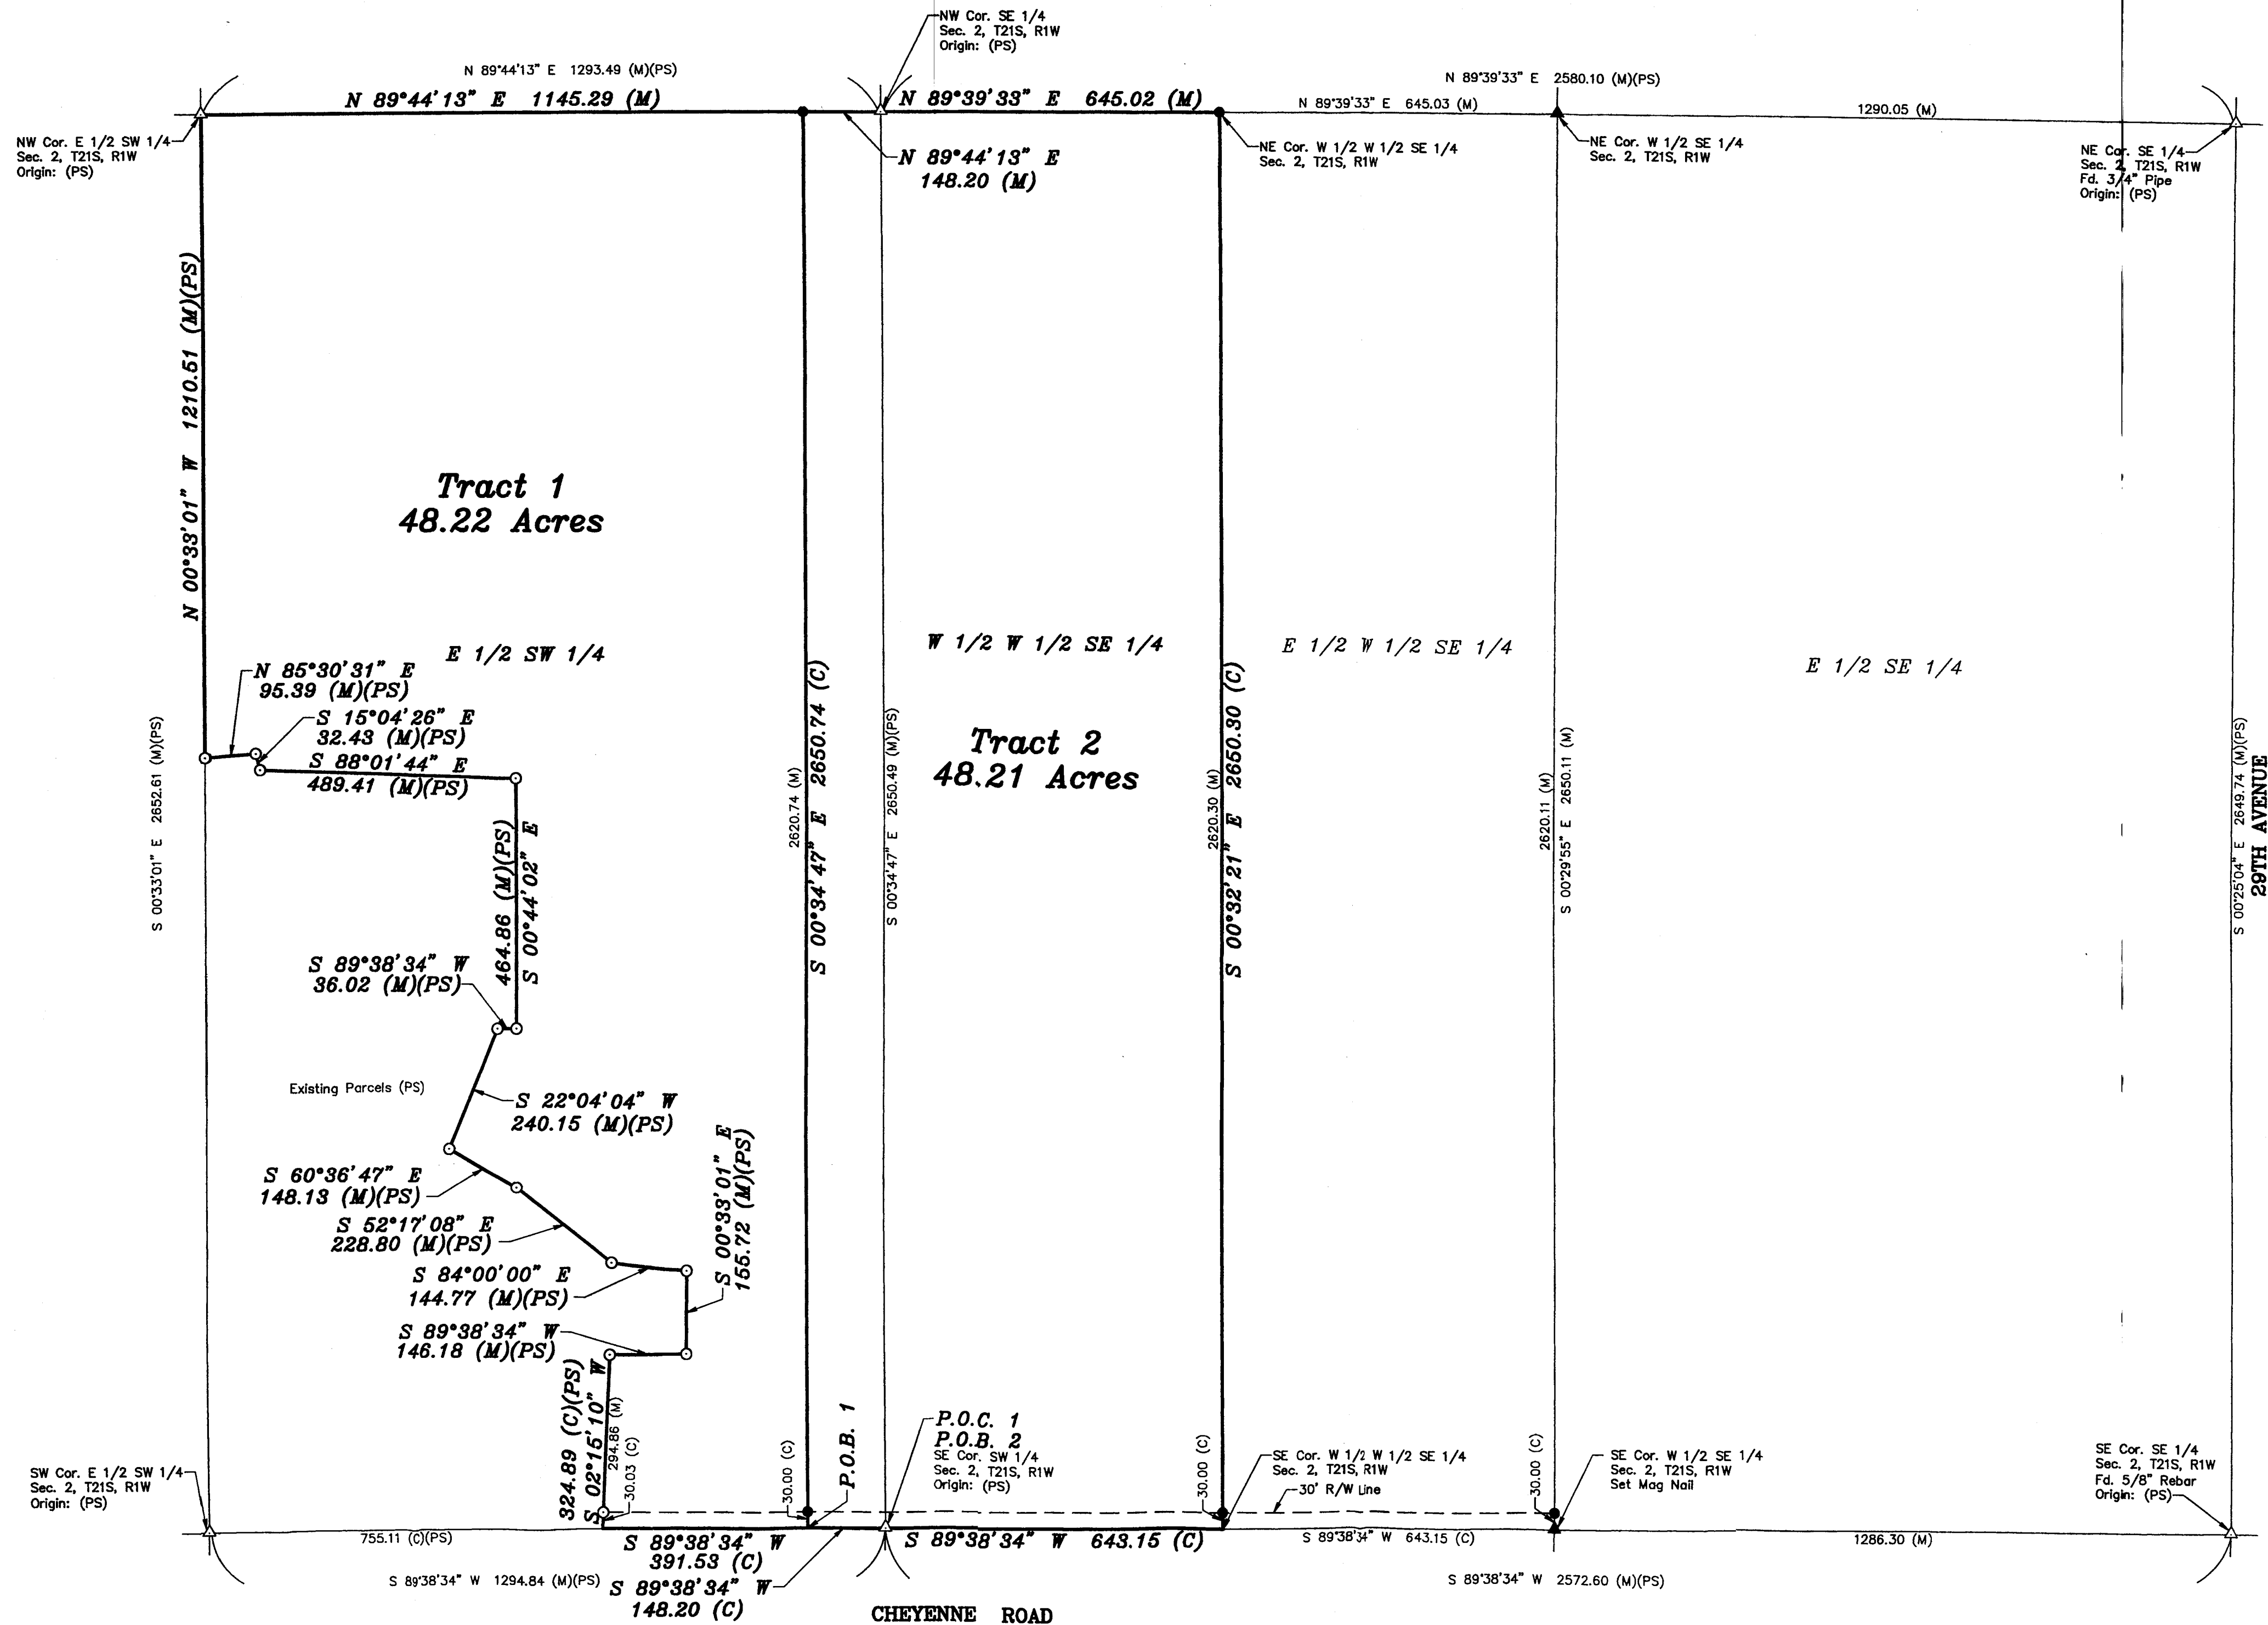 NW Cor. SE 1/4
Sec. 2, T21S, R1W
Origin: (PS)
N 89°44'13" E 1293.49 (M)(PS)
N 89°39'33" E 2580.10 (M)(PS)
N 89°44'13" E 1145.29 (M)
N 89°39'33" E 645.02 (M)
N 89°39'33" E 645.03 (M)
1290.05 (M)
NW Cor. E 1/2 SW 1/4
Sec. 2, T21S, R1W
Origin: (PS)
N 89°44'13" E
148.20 (M)
NE Cor. W 1/2 W 1/2 SE 1/4
Sec. 2, T21S, R1W
NE Cor. W 1/2 SE 1/4
Sec. 2, T21S, R1W
NE Cor. SE 1/4
Sec. 2, T21S, R1W
Fd. 3/4" Pipe
Origin: (PS)
N 00°33'01" W 1210.51 (M)(PS)
Tract 1
48.22 Acres
E 1/2 SW 1/4
W 1/2 W 1/2 SE 1/4
E 1/2 W 1/2 SE 1/4
E 1/2 SE 1/4
N 85°30'31" E
95.39 (M)(PS)
S 15°04'26" E
32.43 (M)(PS)
S 88°01'44" E
489.41 (M)(PS)
S 00°33'01" E 2652.61 (M)(PS)
464.86 (M)(PS)
S 00°44'02" E
2620.74 (M)
S 00°34'47" E 2650.74 (C)
S 00°34'47" E 2650.49 (M)(PS)
Tract 2
48.21 Acres
2620.30 (M)
S 00°32'21" E 2650.30 (C)
2620.11 (M)
S 00°29'55" E 2650.11 (M)
S 00°25'04" E 2649.74 (M)(PS)
29TH AVENUE
S 89°38'34" W
36.02 (M)(PS)
Existing Parcels (PS)
S 22°04'04" W
240.15 (M)(PS)
S 60°36'47" E
148.13 (M)(PS)
S 52°17'08" E
228.80 (M)(PS)
S 84°00'00" E
144.77 (M)(PS)
S 00°33'01" E
155.72 (M)(PS)
S 89°38'34" W
146.18 (M)(PS)
324.89 (C)(PS)
S 02°15'10" W
294.86 (M)
30.03 (C)
30.00 (C)
P.O.B. 1
P.O.C. 1
P.O.B. 2
SE Cor. SW 1/4
Sec. 2, T21S, R1W
Origin: (PS)
30.00 (C)
SE Cor. W 1/2 W 1/2 SE 1/4
Sec. 2, T21S, R1W
30' R/W Line
30.00 (C)
SE Cor. W 1/2 SE 1/4
Sec. 2, T21S, R1W
Set Mag Nail
SE Cor. SE 1/4
Sec. 2, T21S, R1W
Fd. 5/8" Rebar
Origin: (PS)
SW Cor. E 1/2 SW 1/4
Sec. 2, T21S, R1W
Origin: (PS)
755.11 (C)(PS)
S 89°38'34" W
391.53 (C)
S 89°38'34" W 643.15 (C)
S 89°38'34" W 643.15 (C)
1286.30 (M)
S 89°38'34" W 1294.84 (M)(PS)
S 89°38'34" W
148.20 (C)
S 89°38'34" W 2572.60 (M)(PS)
CHEYENNE ROAD